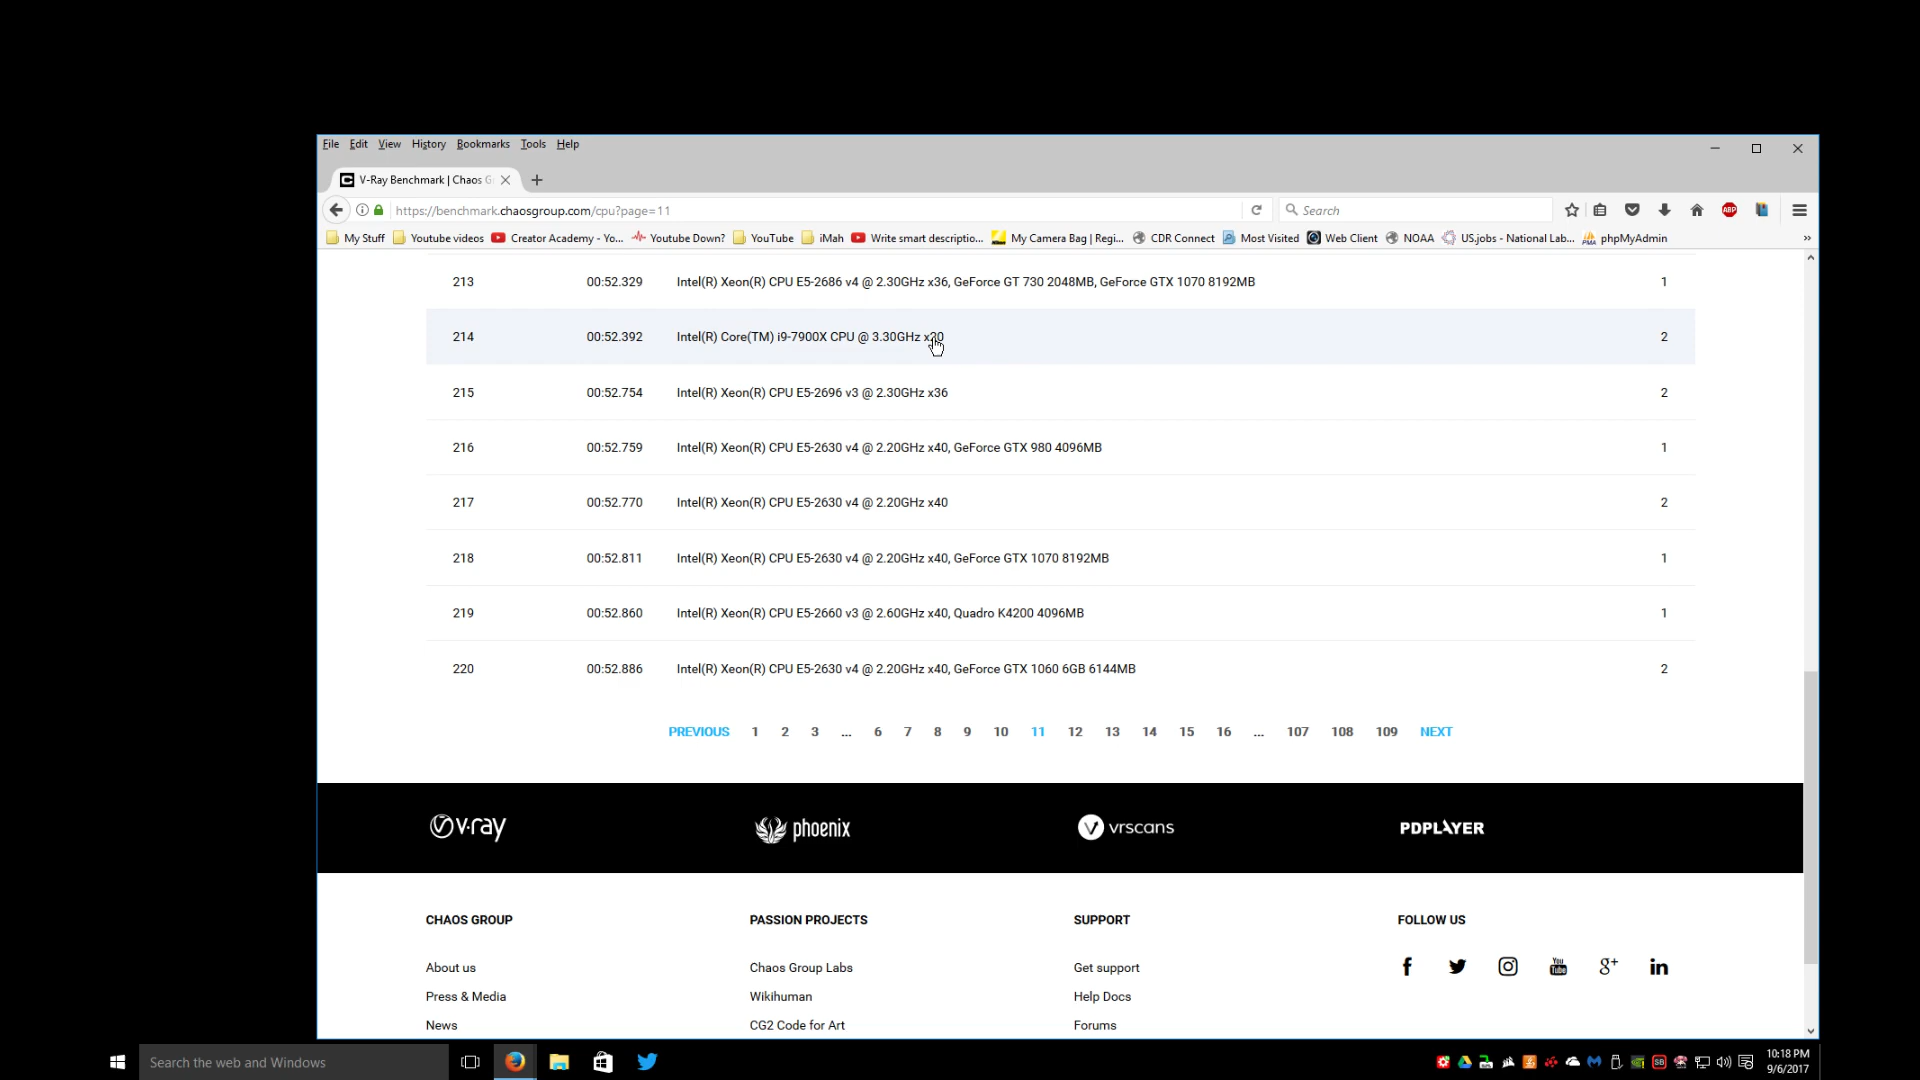 File Edit View History Bookmarks Tools Help
V-Ray Benchmark | Chaos G
https://benchmark.chaosgroup.com/cpu?page=11 Search
My Stuff Youtube videos Creator Academy - Yo... Youtube Down? YouTube iMah Write smart descriptio... My Camera Bag | Regi... CDR Connect Most Visited Web Client NOAA USjobs - National Lab... phpMyAdmin »
213 00:52.329 Intel(R) Xeon(R) CPU E5-2686 v4 @ 2.30GHz x36, GeForce GT 730 2048MB, GeForce GTX 1070 8192MB 1
214 00:52.392 Intel(R) Core(TM) i9-7900X CPU @ 3.30GHz x20 2
215 00:52.754 Intel(R) Xeon(R) CPU E5-2696 v3 @ 2.30GHz x36 2
216 00:52.759 Intel(R) Xeon(R) CPU E5-2630 v4 @ 2.20GHz x40, GeForce GTX 980 4096MB 1
217 00:52.770 Intel(R) Xeon(R) CPU E5-2630 v4 @ 2.20GHz x40 2
218 00:52.811 Intel(R) Xeon(R) CPU E5-2630 v4 @ 2.20GHz x40, GeForce GTX 1070 8192MB 1
219 00:52.860 Intel(R) Xeon(R) CPU E5-2660 v3 @ 2.60GHz x40, Quadro K4200 4096MB 1
220 00:52.886 Intel(R) Xeon(R) CPU E5-2630 v4 @ 2.20GHz x40, GeForce GTX 1060 6GB 6144MB 2
PREVIOUS 1 2 3 ... 6 7 8 9 10 11 12 13 14 15 16 ... 107 108 109 NEXT
v·ray phoenix vrscans PDPLAYER
CHAOS GROUP PASSION PROJECTS SUPPORT FOLLOW US
About us Chaos Group Labs Get support
Press & Media Wikihuman Help Docs
News CG2 Code for Art Forums
Search the web and Windows
10:18 PM
9/6/2017